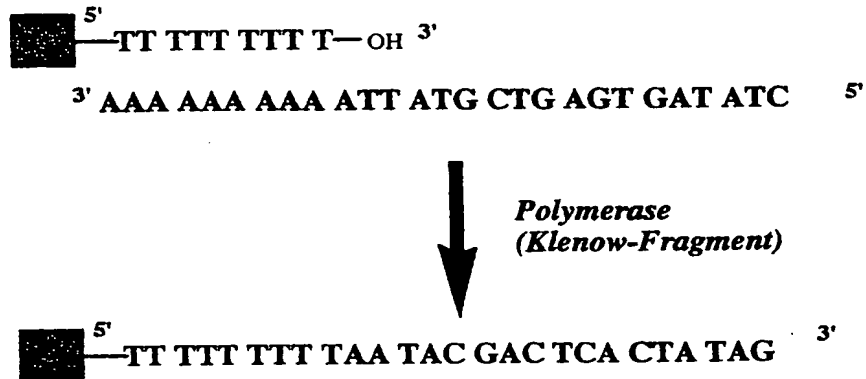 5' TT TTT TTT T—OH 3'
3' AAA AAA AAA ATT ATG CTG AGT GAT ATC 5'
Polymerase
(Klenow-Fragment)
5' TT TTT TTT TAA TAC GAC TCA CTA TAG 3'